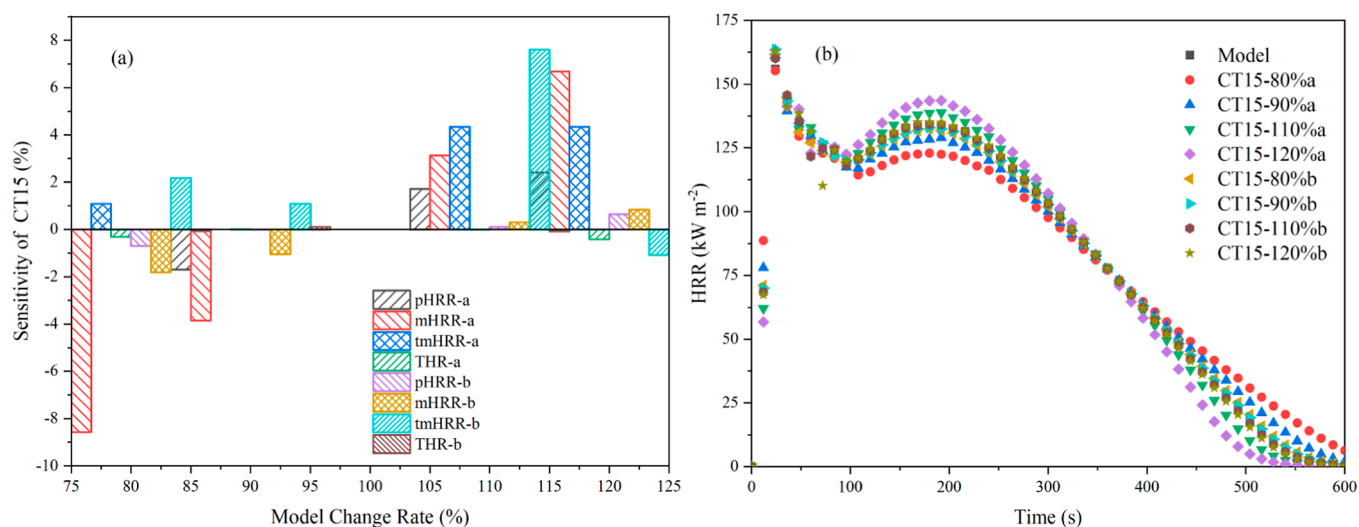 (a)
Sensitivity of CT15 (%)
8
6
4
2
0
-2
-4
-6
-8
-10
pHRR-a
mHRR-a
tmHRR-a
THR-a
pHRR-b
mHRR-b
tmHRR-b
THR-b
75 80 85 90 95 100 105 110 115 120 125
Model Change Rate (%)
(b)
HRR (kW m-2)
175
150
125
100
75
50
25
0
Model
CT15-80%a
CT15-90%a
CT15-110%a
CT15-120%a
CT15-80%b
CT15-90%b
CT15-110%b
CT15-120%b
0 100 200 300 400 500 600
Time (s)